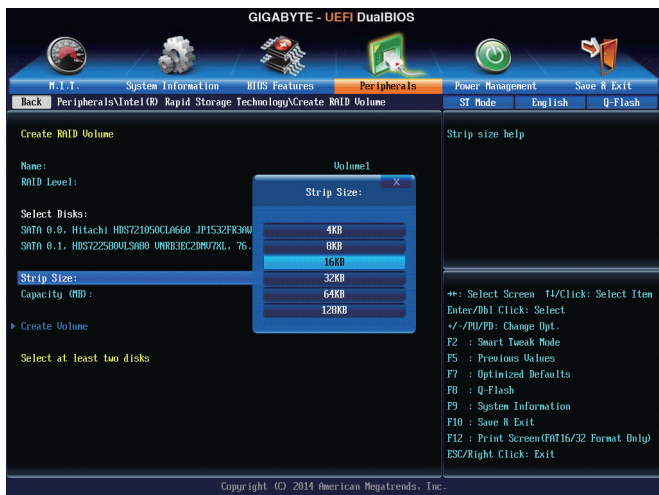 GIGABYTE - UEFI DualBIOS
M.I.T. System Information BIOS Features Peripherals Power Management Save & Exit
Back Peripherals\Intel(R) Rapid Storage Technology\Create RAID Volume ST Mode English Q-Flash
Create RAID Volume
Name: Volume1
RAID Level:
Select Disks:
SATA 0.0, Hitachi HDS721050CLA660 JP1532FR3AW
SATA 0.1, HDS722580VLSA80 VNRB3EC2DMV7XL, 76.
Strip Size:
Capacity (MB):
Create Volume
Select at least two disks
Strip Size: X
4KB
8KB
16KB
32KB
64KB
128KB
Strip size help
→←: Select Screen ↑↓/Click: Select Item
Enter/Dbl Click: Select
+/-/PU/PD: Change Opt.
F2 : Smart Tweak Mode
F5 : Previous Values
F7 : Optimized Defaults
F8 : Q-Flash
F9 : System Information
F10 : Save & Exit
F12 : Print Screen(FAT16/32 Format Only)
ESC/Right Click: Exit
Copyright (C) 2014 American Megatrends, Inc.